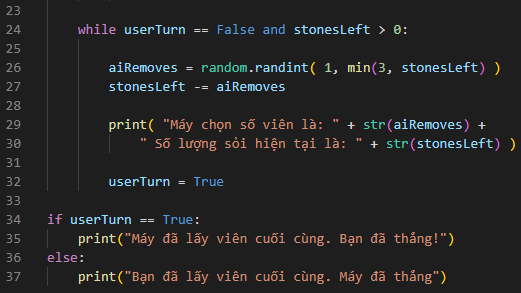 23
24 while userTurn == False and stonesLeft > 0:
25
26 aiRemoves = random.randint( 1, min(3, stonesLeft) )
27 stonesLeft -= aiRemoves
28
29 print( "Máy chọn số viên là: " + str(aiRemoves) +
30 " Số lượng sỏi hiện tại là: " + str(stonesLeft) )
31
32 userTurn = True
33
34 if userTurn == True:
35 print("Máy đã lấy viên cuối cùng. Bạn đã thắng!")
36 else:
37 print("Bạn đã lấy viên cuối cùng. Máy đã thắng")